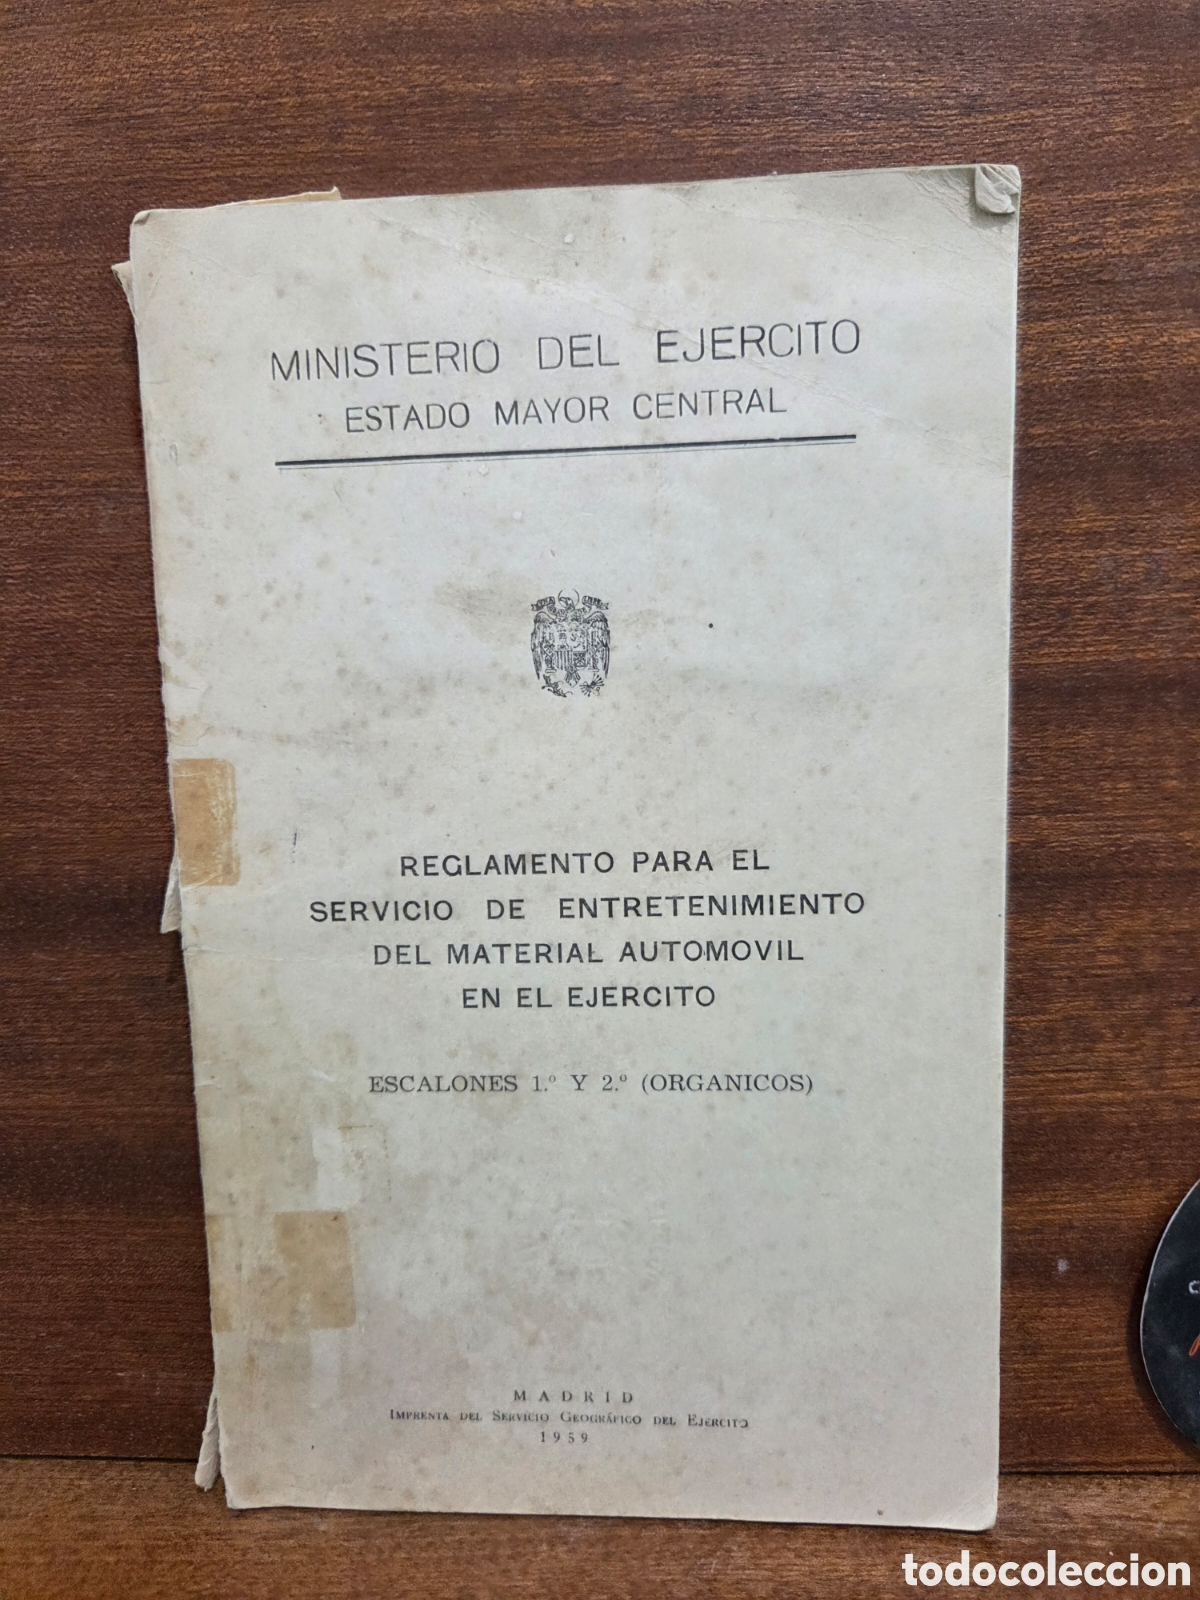 MINISTERIO DEL EJERCITO
ESTADO MAYOR CENTRAL
REGLAMENTO PARA EL
SERVICIO DE ENTRETENIMIENTO
DEL MATERIAL AUTOMOVIL
EN EL EJERCITO
ESCALONES 1.º Y 2.º (ORGANICOS)
MADRID
IMPRENTA DEL SERVICIO GEOGRÁFICO DEL EJERCITO
1959
todocoleccion